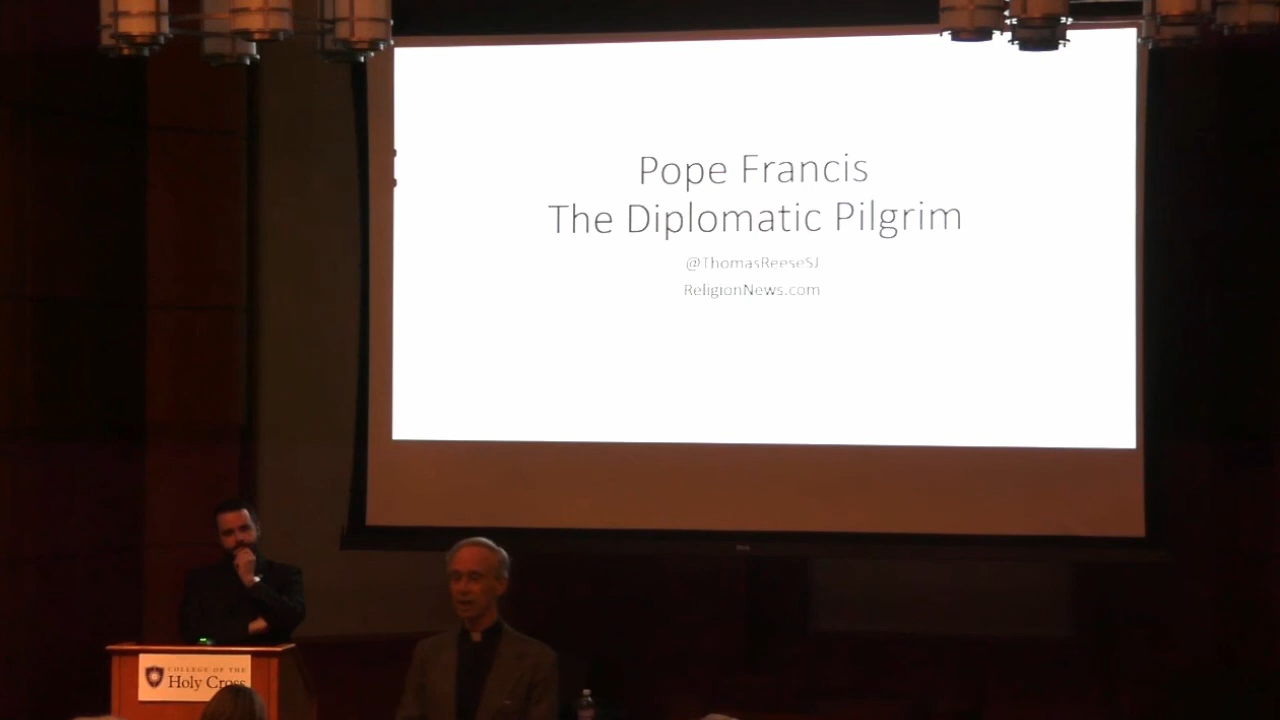 Pope Francis
The Diplomatic Pilgrim
@ThomasReeseSJ
ReligionNews.com
COLLEGE OF THE
Holy Cross